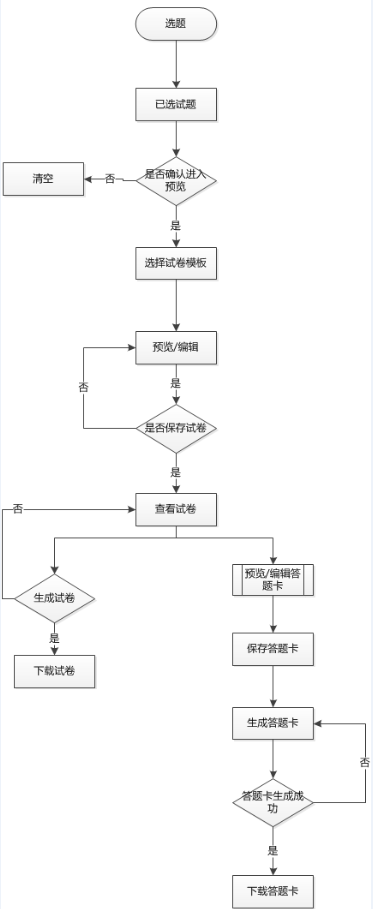 选题
已选试题
是否确认进入
预览
否
清空
是
选择试卷模板
预览/编辑
否
是
是否保存试卷
是
查看试卷
否
预览/编辑答
题卡
生成试卷
是
保存答题卡
下载试卷
生成答题卡
否
答题卡生成成
功
是
下载答题卡